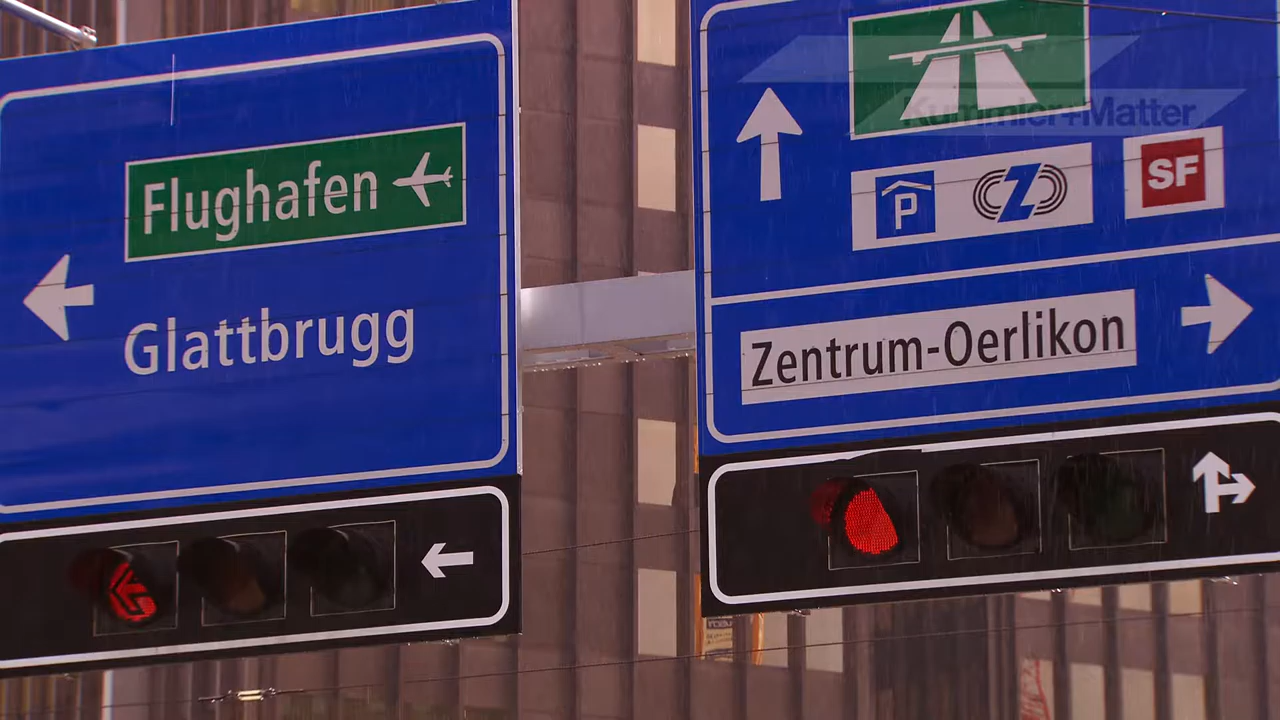 Flughafen
Glattbrugg
Kummler+Matter
P
Z
SF
Zentrum-Oerlikon